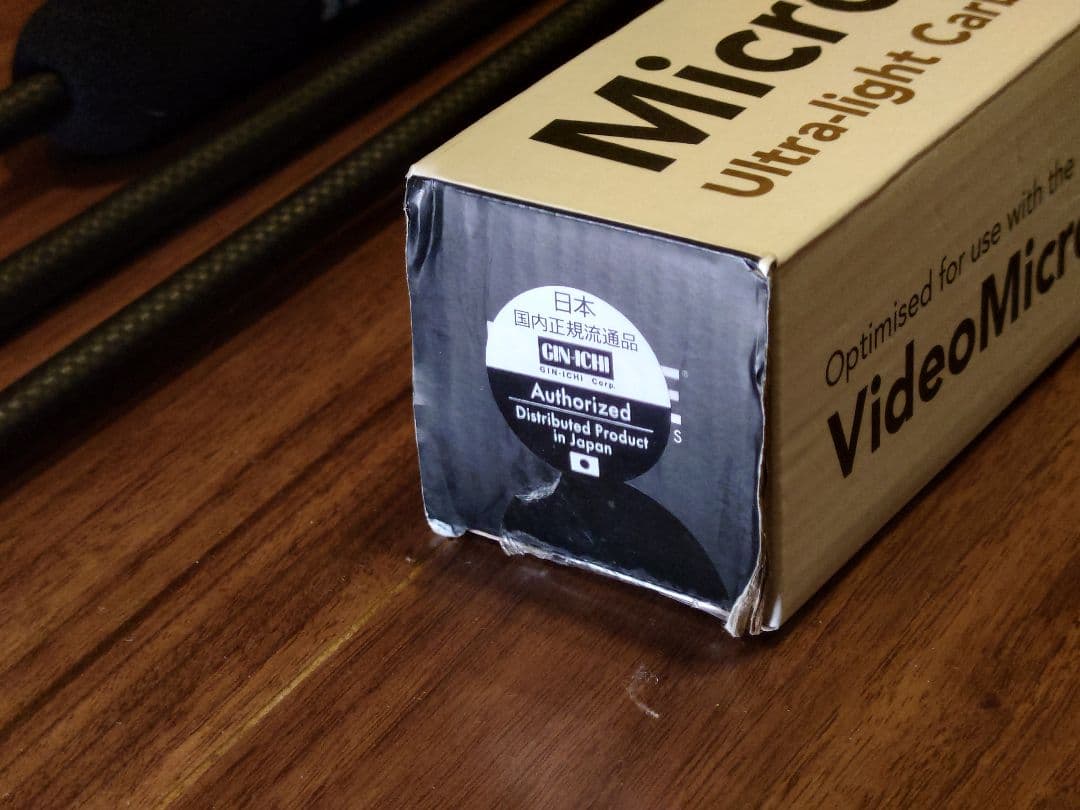 Micro
Ultra-light Carb
Optimised for use with the
VideoMicro
日本
国内正規流通品
GIN-ICHI
GIN-ICHI Corp.
Authorized
Distributed Product
in Japan
S